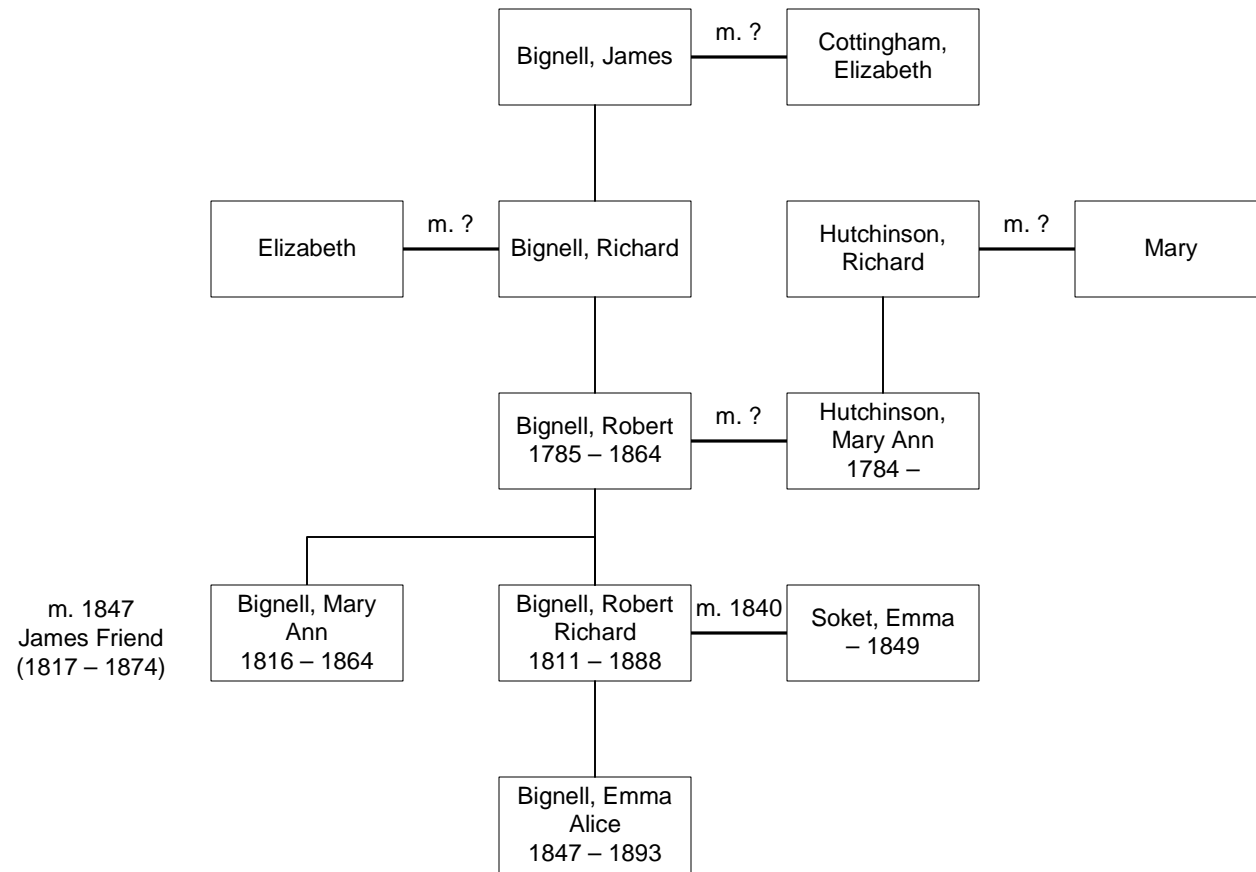 Bignell, James
m. ?
Cottingham,
Elizabeth
Elizabeth
m. ?
Bignell, Richard
Hutchinson,
Richard
m. ?
Mary
Bignell, Robert
1785 – 1864
m. ?
Hutchinson,
Mary Ann
1784 –
m. 1847
James Friend
(1817 – 1874)
Bignell, Mary
Ann
1816 – 1864
Bignell, Robert
Richard
1811 – 1888
m. 1840
Soket, Emma
– 1849
Bignell, Emma
Alice
1847 – 1893